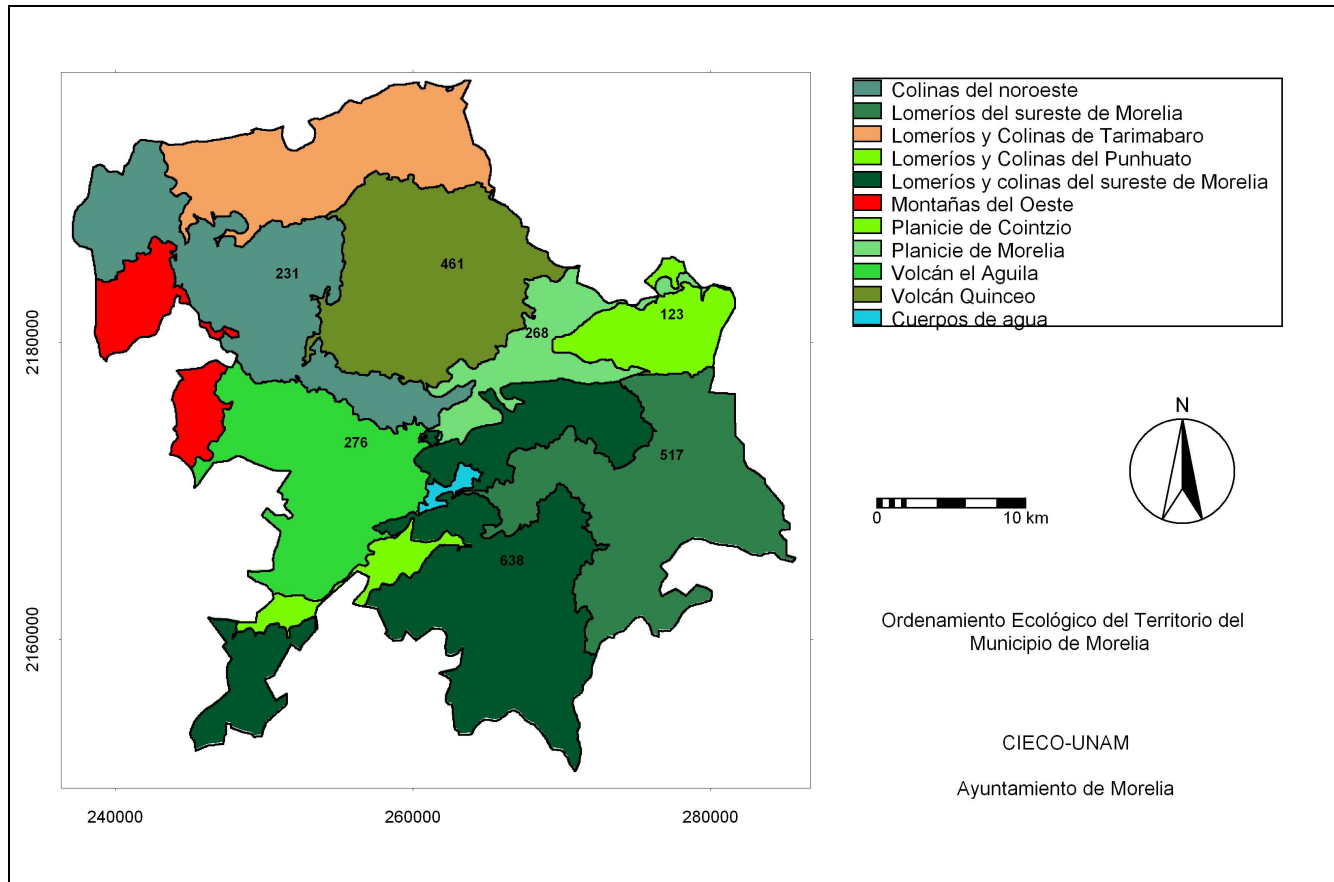 Colinas del noroeste
Lomeríos del sureste de Morelia
Lomeríos y Colinas de Tarimabaro
Lomeríos y Colinas del Punhuato
Lomeríos y colinas del sureste de Morelia
Montañas del Oeste
Planicie de Cointzio
Planicie de Morelia
Volcán el Aguila
Volcán Quinceo
Cuerpos de agua
231
461
123
268
276
517
638
2180000
2160000
240000
260000
280000
N
0 10 km
Ordenamiento Ecológico del Territorio del
Municipio de Morelia
CIECO-UNAM
Ayuntamiento de Morelia